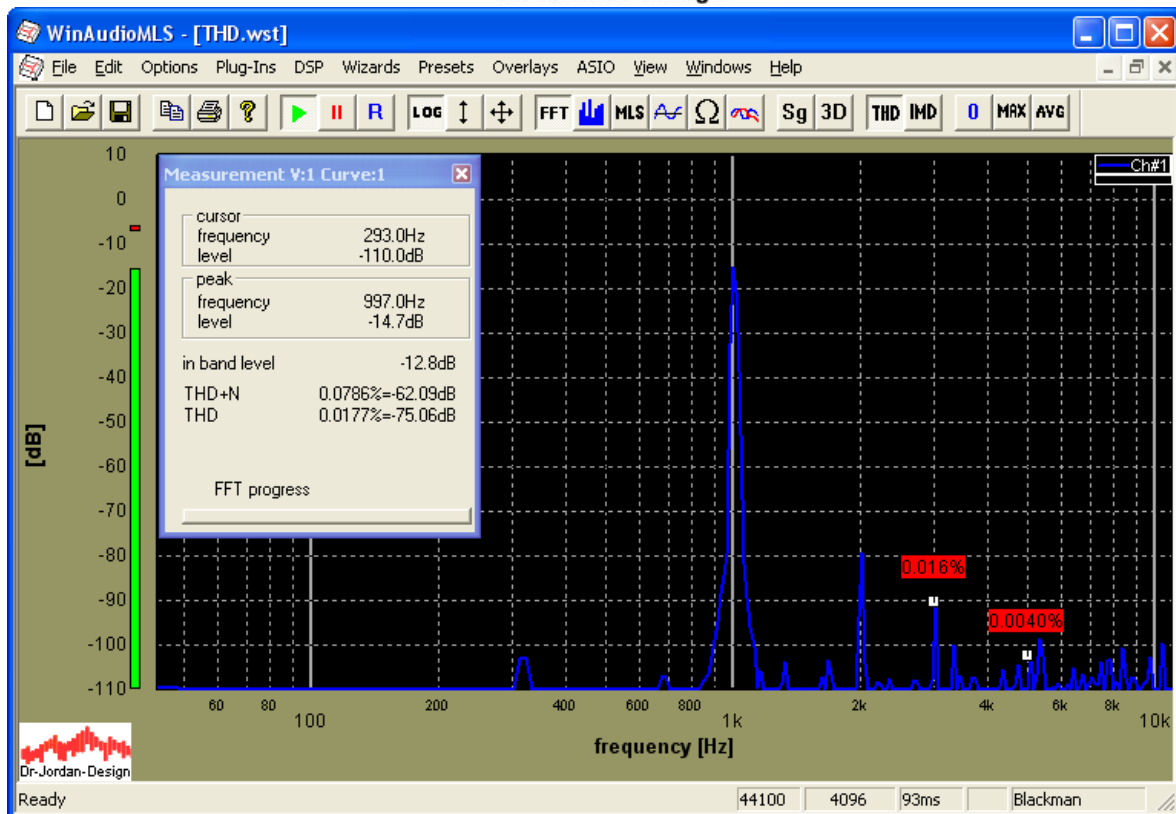 WinAudioMLS - [THD.wst]
File Edit Options Plug-Ins DSP Wizards Presets Overlays ASIO View Windows Help
R LOG FFT MLS Ω Sg 3D THD IMD 0 MAX AVG
Ch#1
Measurement V:1 Curve:1
cursor
frequency 293.0Hz
level -110.0dB
peak
frequency 997.0Hz
level -14.7dB
in band level -12.8dB
THD+N 0.0786%=-62.09dB
THD 0.0177%=-75.06dB
FFT progress
10
0
-10
-20
-30
-40
-50
-60
-70
-80
-90
-100
-110
[dB]
0.016%
0.0040%
60 80 100 200 400 600 800 1k 2k 4k 6k 8k 10k
frequency [Hz]
Dr-Jordan-Design
Ready 44100 4096 93ms Blackman